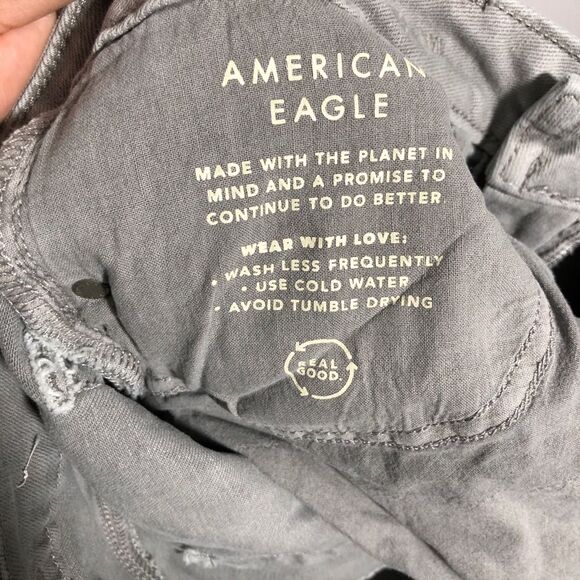 AMERICAN
EAGLE
MADE WITH THE PLANET IN
MIND AND A PROMISE TO
CONTINUE TO DO BETTER.
WEAR WITH LOVE:
• WASH LESS FREQUENTLY
• USE COLD WATER
• AVOID TUMBLE DRYING
REAL
GOOD.